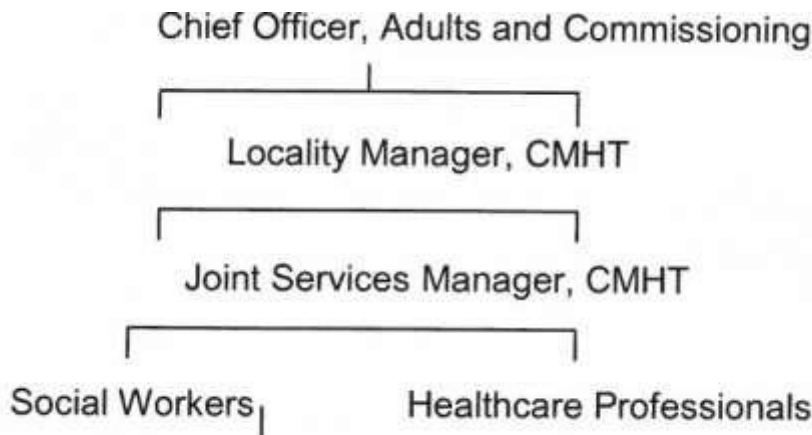 Chief Officer, Adults and Commissioning
Locality Manager, CMHT
Joint Services Manager, CMHT
Social Workers
Healthcare Professionals